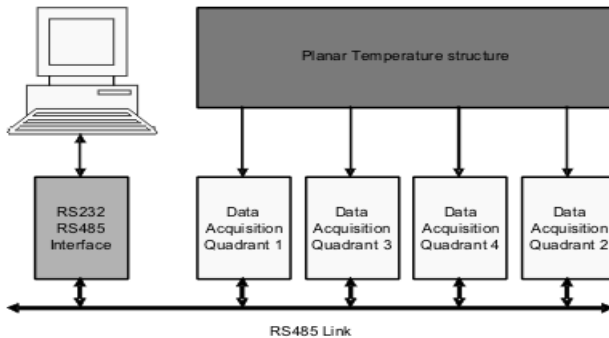 Planar Temperature structure
RS232
RS485
Interface
Data
Acquisition
Quadrant 1
Data
Acquisition
Quadrant 3
Data
Acquisition
Quadrant 4
Data
Acquisition
Quadrant 2
RS485 Link